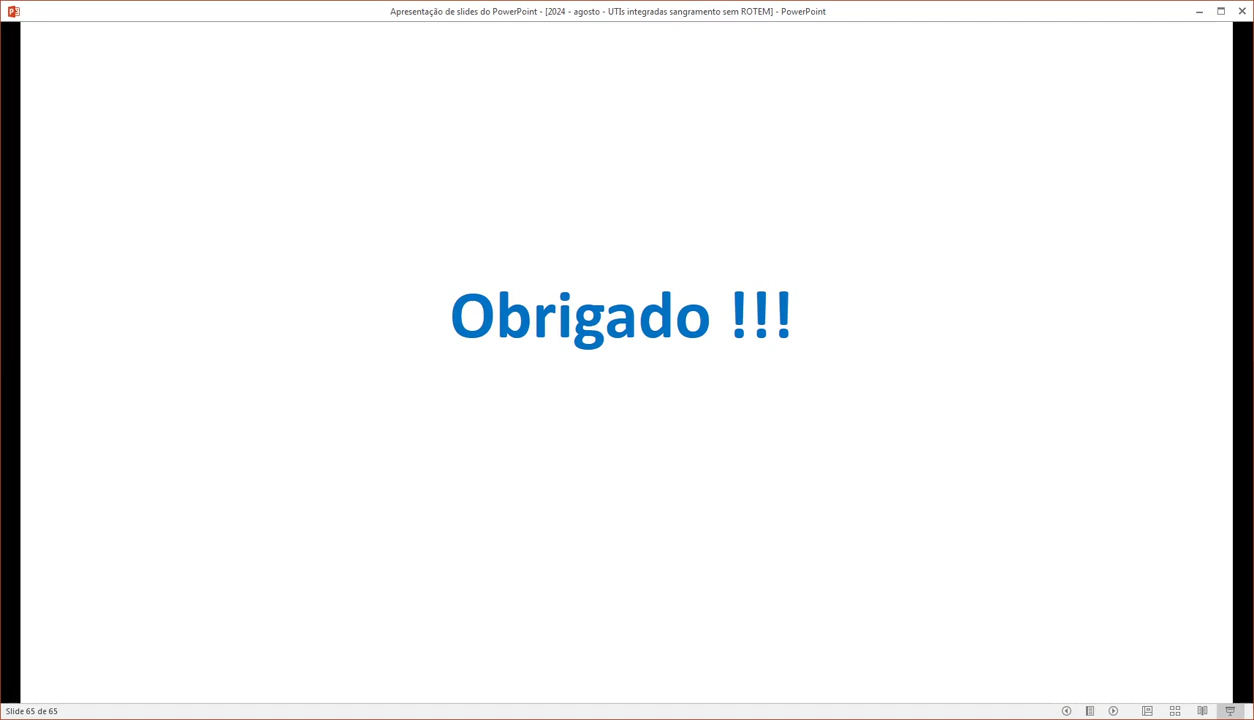 Apresentação de slides do PowerPoint - [2024 - agosto - UTIs integradas sangramento sem ROTEM] - PowerPoint
Obrigado !!!
Slide 65 de 65